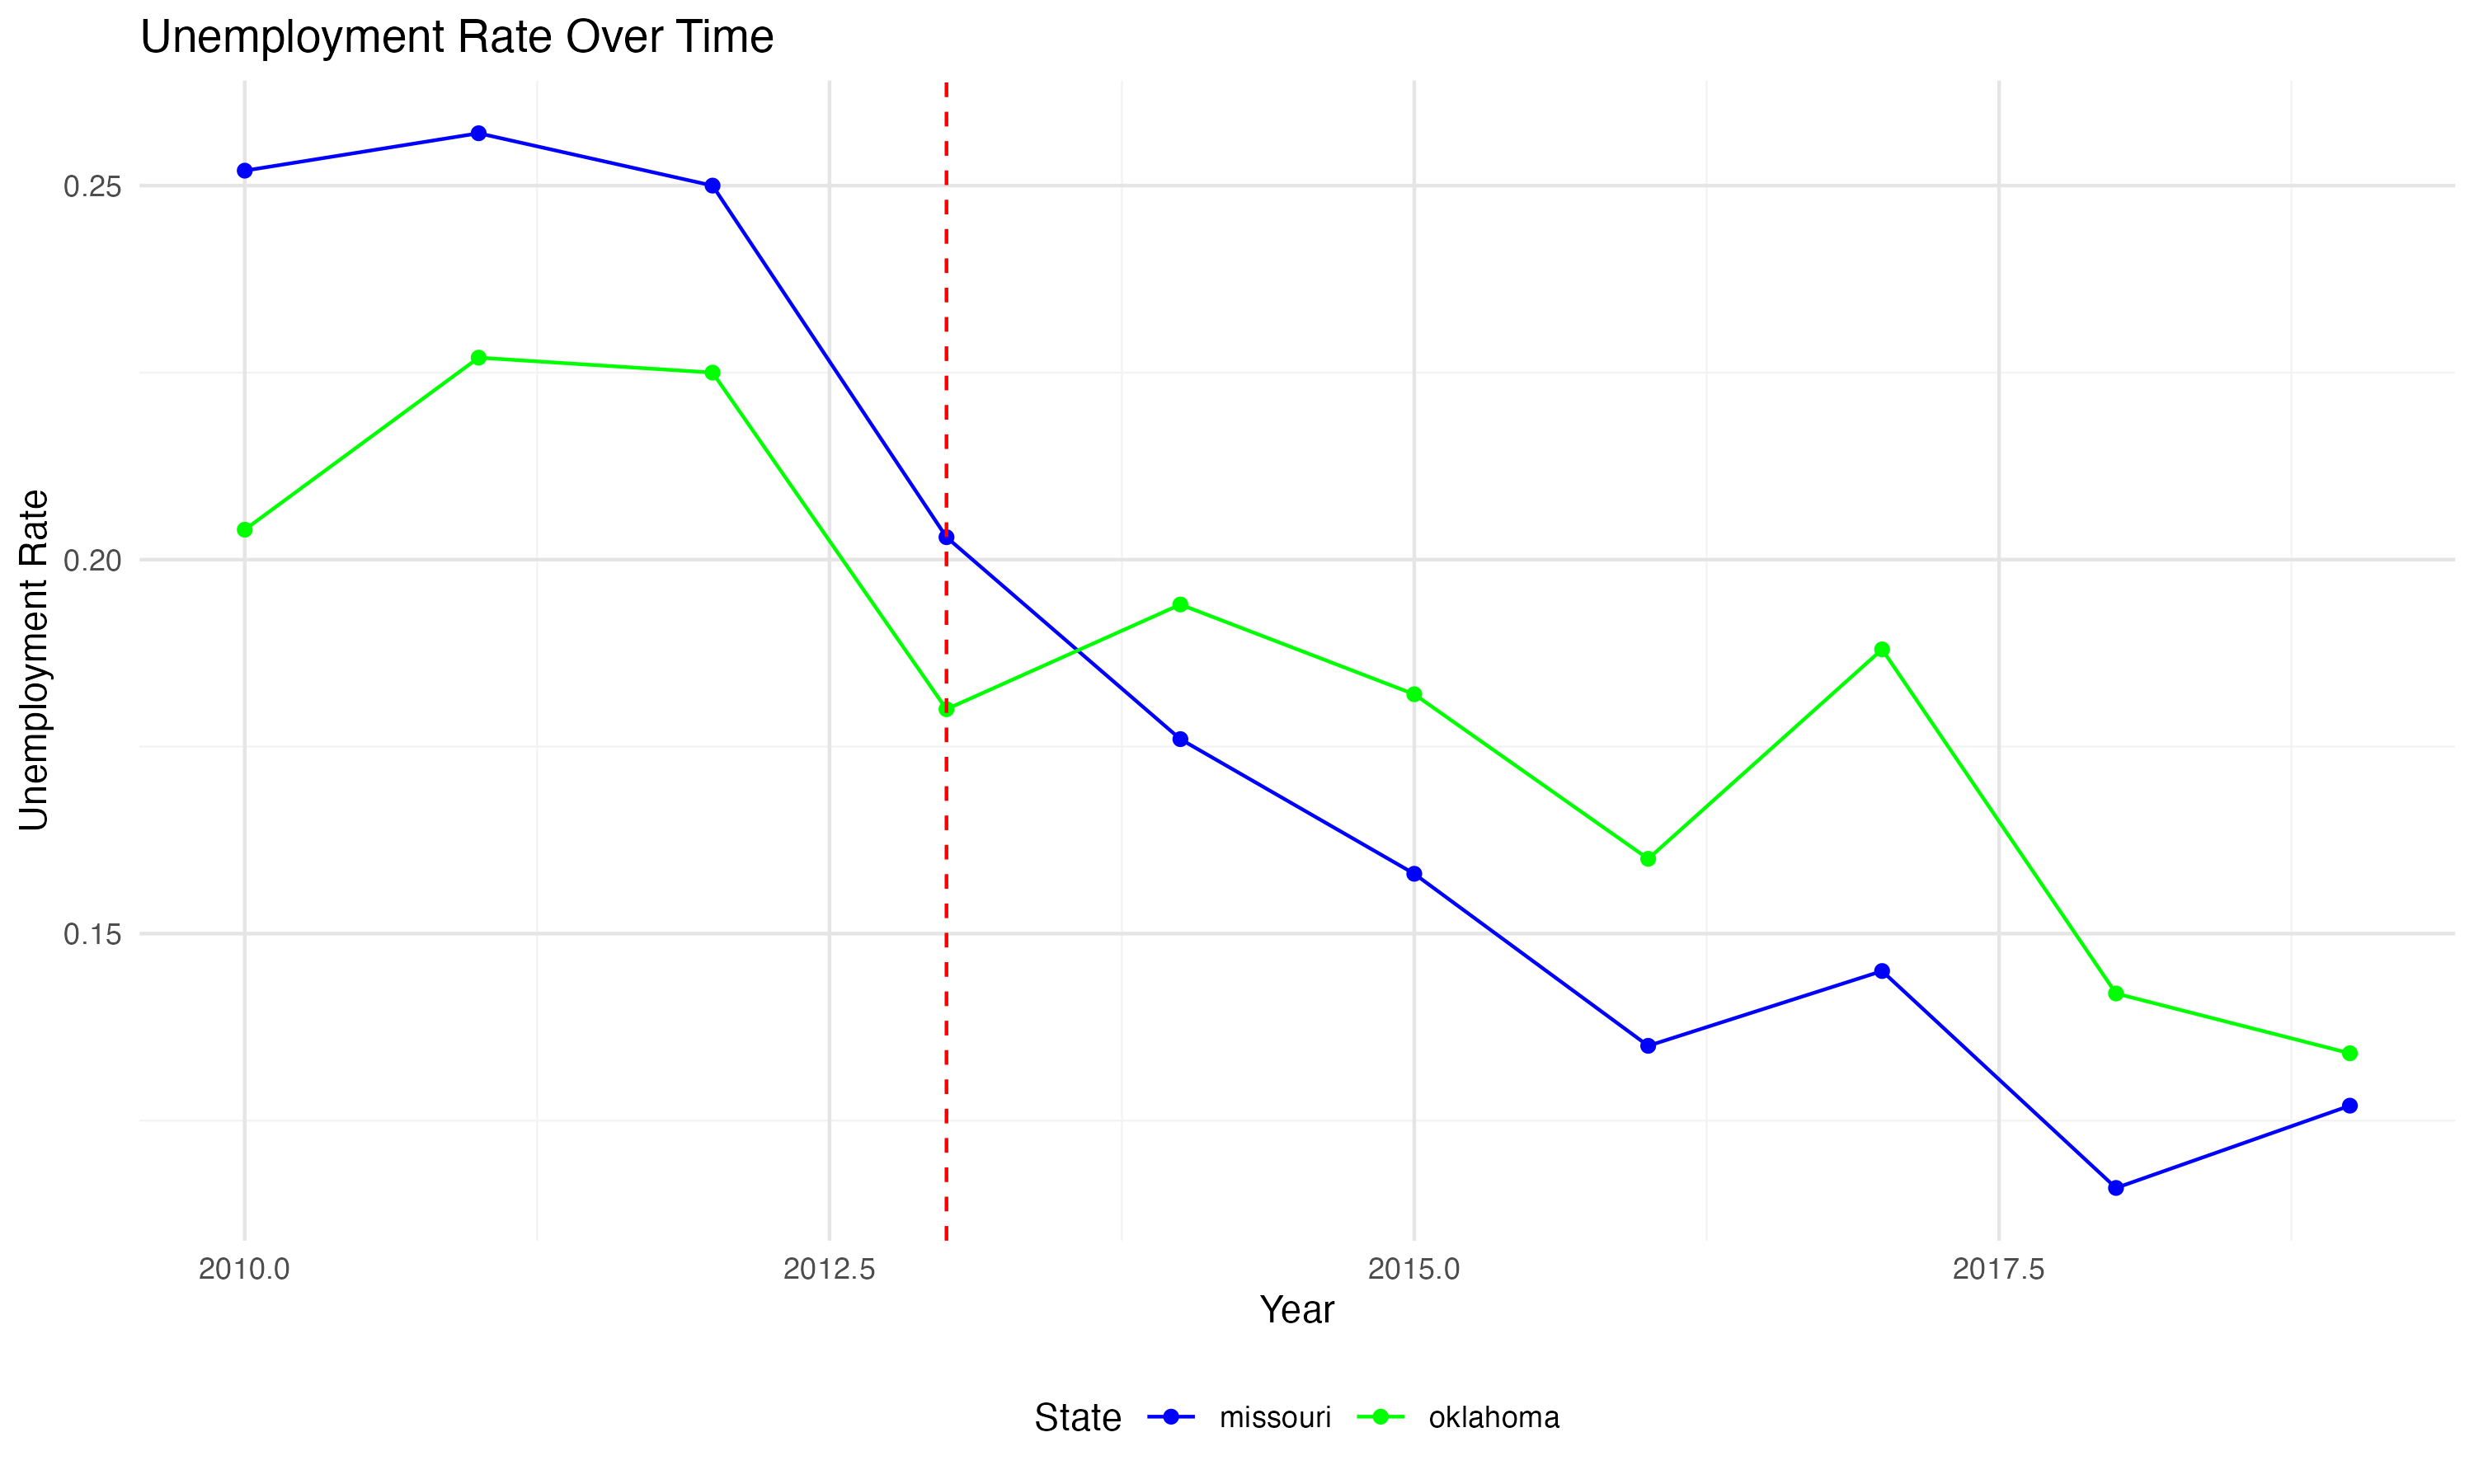 Unemployment Rate Over Time
Unemployment Rate
0.25
0.20
0.15
2010.0 2012.5 2015.0 2017.5
Year
State missouri oklahoma